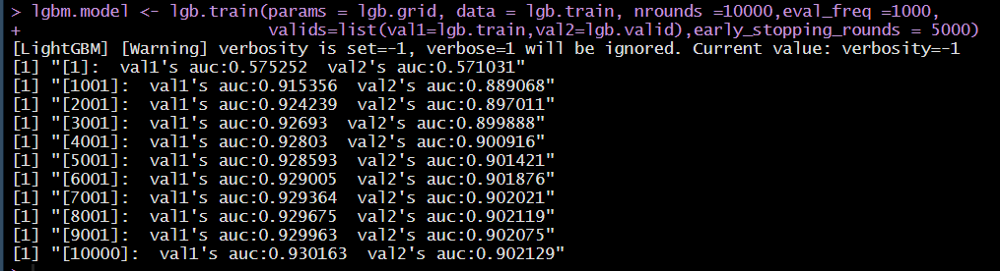 > lgbm.model <- lgb.train(params = lgb.grid, data = lgb.train, nrounds =10000,eval_freq =1000,
+ valids=list(val1=lgb.train,val2=lgb.valid),early_stopping_rounds = 5000)
[LightGBM] [Warning] verbosity is set=-1, verbose=1 will be ignored. Current value: verbosity=-1
[1] "[1]: val1's auc:0.575252 val2's auc:0.571031"
[1] "[1001]: val1's auc:0.915356 val2's auc:0.889068"
[1] "[2001]: val1's auc:0.924239 val2's auc:0.897011"
[1] "[3001]: val1's auc:0.92693 val2's auc:0.899888"
[1] "[4001]: val1's auc:0.92803 val2's auc:0.900916"
[1] "[5001]: val1's auc:0.928593 val2's auc:0.901421"
[1] "[6001]: val1's auc:0.929005 val2's auc:0.901876"
[1] "[7001]: val1's auc:0.929364 val2's auc:0.902021"
[1] "[8001]: val1's auc:0.929675 val2's auc:0.902119"
[1] "[9001]: val1's auc:0.929963 val2's auc:0.902075"
[1] "[10000]: val1's auc:0.930163 val2's auc:0.902129"